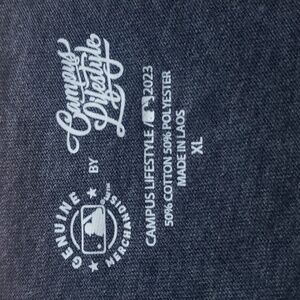 Campus
Lifestyle
BY
GENUINE
MERCHANDISE
CAMPUS LIFESTYLE / 2023
50% COTTON 50% POLYESTER
MADE IN LAOS
XL